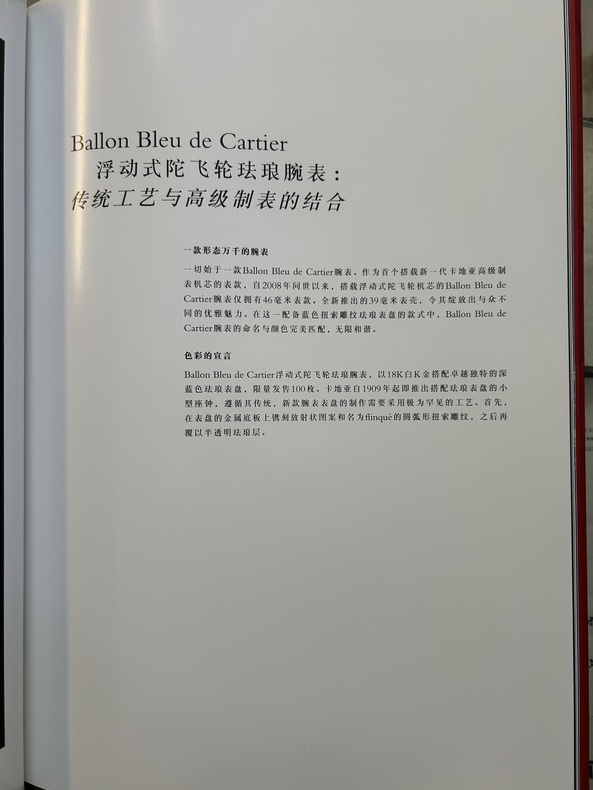 Ballon Bleu de Cartier
浮动式陀飞轮珐琅腕表：
传统工艺与高级制表的结合
一款形态万千的腕表
一切始于一款Ballon Bleu de Cartier腕表。作为首个搭载新一代卡地亚高级制
表机芯的表款，自2008年问世以来，搭载浮动式陀飞轮机芯的Ballon Bleu de
Cartier腕表仅拥有46毫米表款。全新推出的39毫米表壳，令其绽放出与众不
同的优雅魅力。在这一配备蓝色扭索雕纹珐琅表盘的款式中，Ballon Bleu de
Cartier腕表的命名与颜色完美匹配，无限和谐。
色彩的宣言
Ballon Bleu de Cartier浮动式陀飞轮珐琅腕表，以18K白K金搭配卓越独特的深
蓝色珐琅表盘，限量发售100枚。卡地亚自1909年起即推出搭配珐琅表盘的小
型座钟，遵循其传统，新款腕表表盘的制作需要采用极为罕见的工艺。首先，
在表盘的金属底板上镌刻放射状图案和名为flinqué的圆弧形扭索雕纹，之后再
覆以半透明珐琅层。